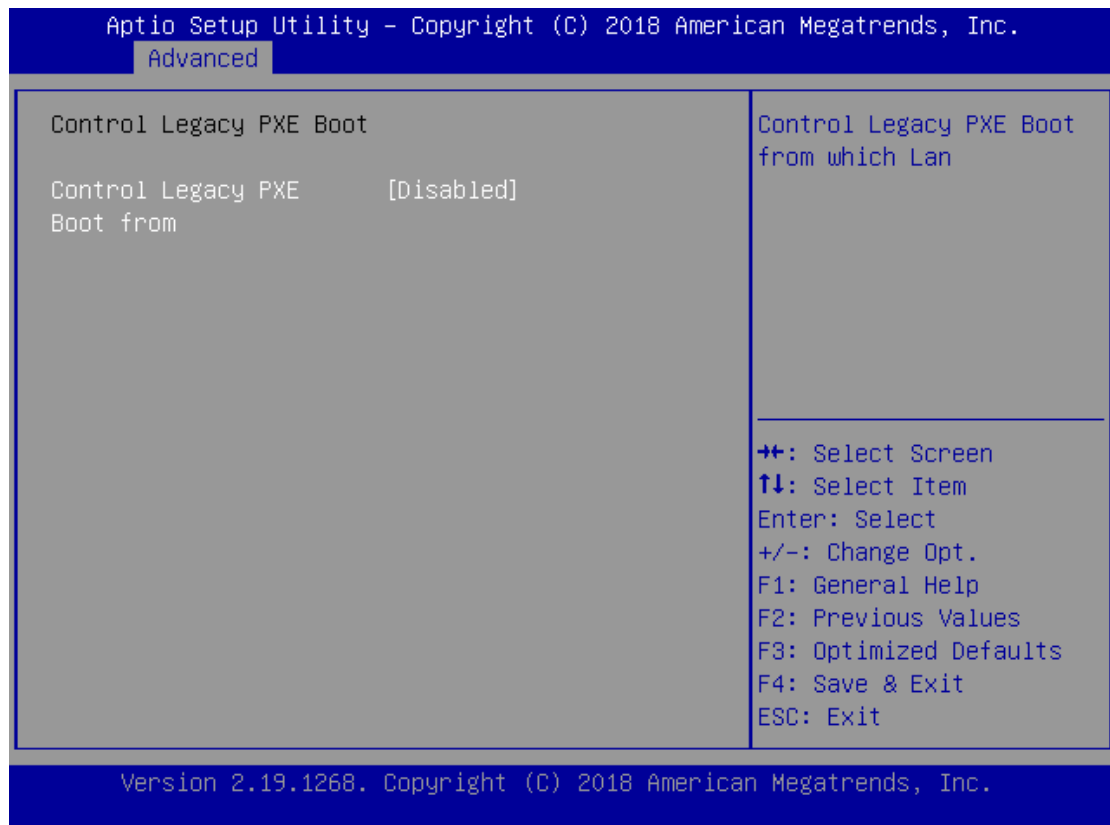 Aptio Setup Utility – Copyright (C) 2018 American Megatrends, Inc.
Advanced
Control Legacy PXE Boot
Control Legacy PXE [Disabled]
Boot from
Control Legacy PXE Boot
from which Lan
→←: Select Screen
↑↓: Select Item
Enter: Select
+/-: Change Opt.
F1: General Help
F2: Previous Values
F3: Optimized Defaults
F4: Save & Exit
ESC: Exit
Version 2.19.1268. Copyright (C) 2018 American Megatrends, Inc.